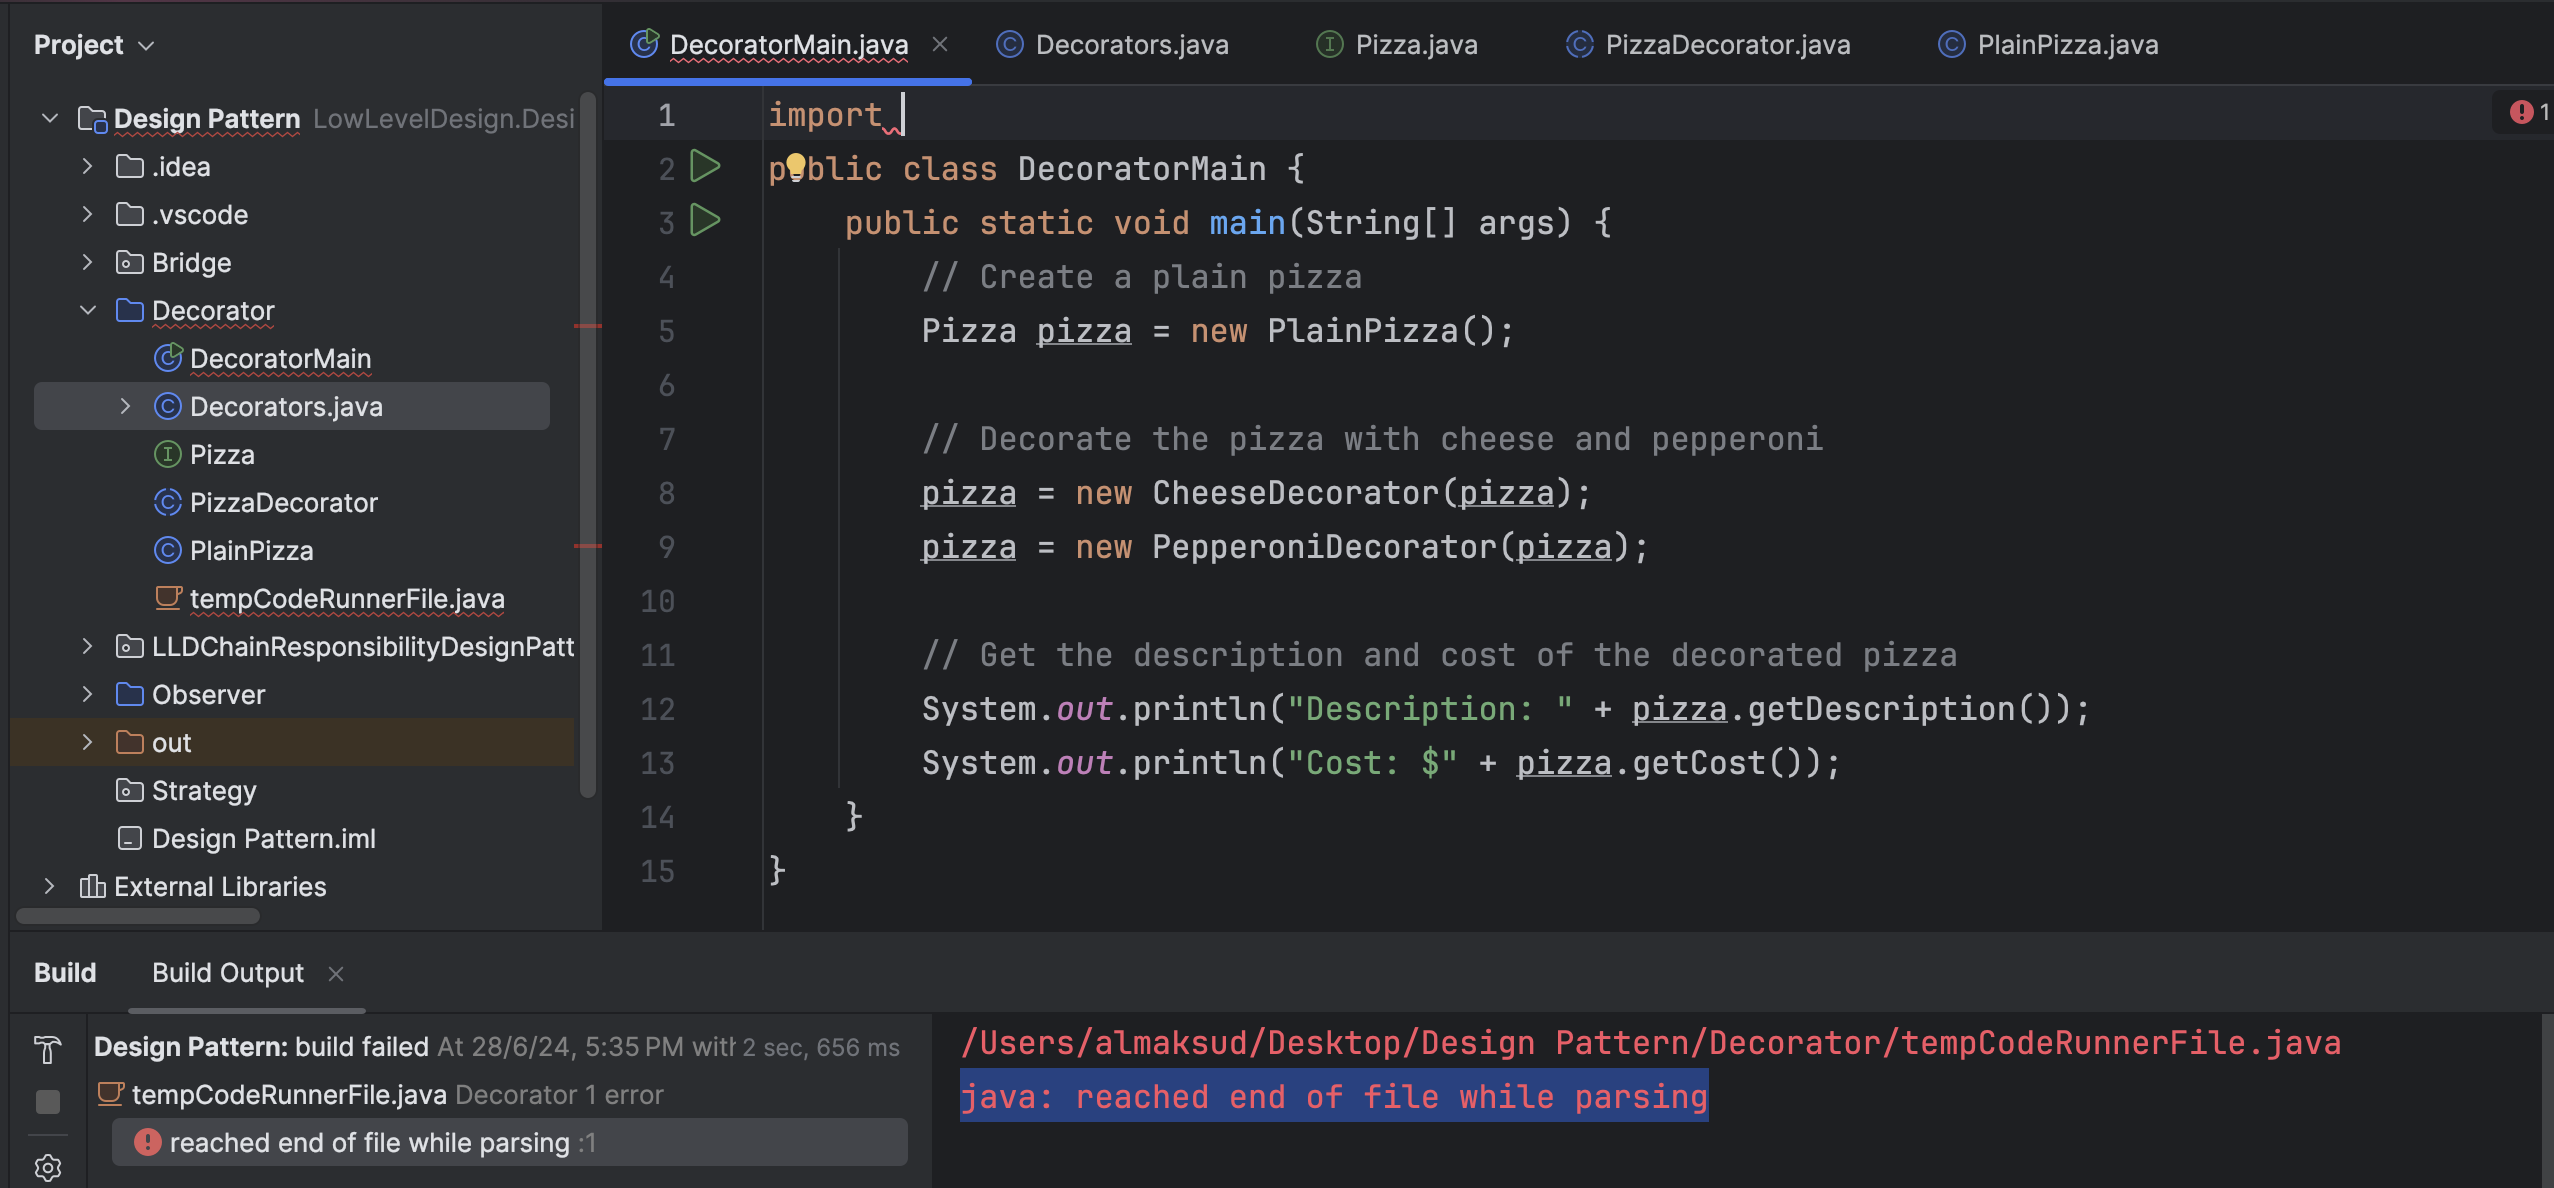 Project
DecoratorMain.java
Decorators.java
Pizza.java
PizzaDecorator.java
PlainPizza.java
Design Pattern LowLevelDesign.Desi
.idea
.vscode
Bridge
Decorator
DecoratorMain
Decorators.java
Pizza
PizzaDecorator
PlainPizza
tempCodeRunnerFile.java
LLDChainResponsibilityDesignPatt
Observer
out
Strategy
Design Pattern.iml
External Libraries
1 import
1
2 public class DecoratorMain {
3 public static void main(String[] args) {
4 // Create a plain pizza
5 Pizza pizza = new PlainPizza();
6
7 // Decorate the pizza with cheese and pepperoni
8 pizza = new CheeseDecorator(pizza);
9 pizza = new PepperoniDecorator(pizza);
10
11 // Get the description and cost of the decorated pizza
12 System.out.println("Description: " + pizza.getDescription());
13 System.out.println("Cost: $" + pizza.getCost());
14 }
15 }
Build Build Output
Design Pattern: build failed At 28/6/24, 5:35 PM with 2 sec, 656 ms
tempCodeRunnerFile.java Decorator 1 error
reached end of file while parsing :1
/Users/almaksud/Desktop/Design Pattern/Decorator/tempCodeRunnerFile.java
java: reached end of file while parsing